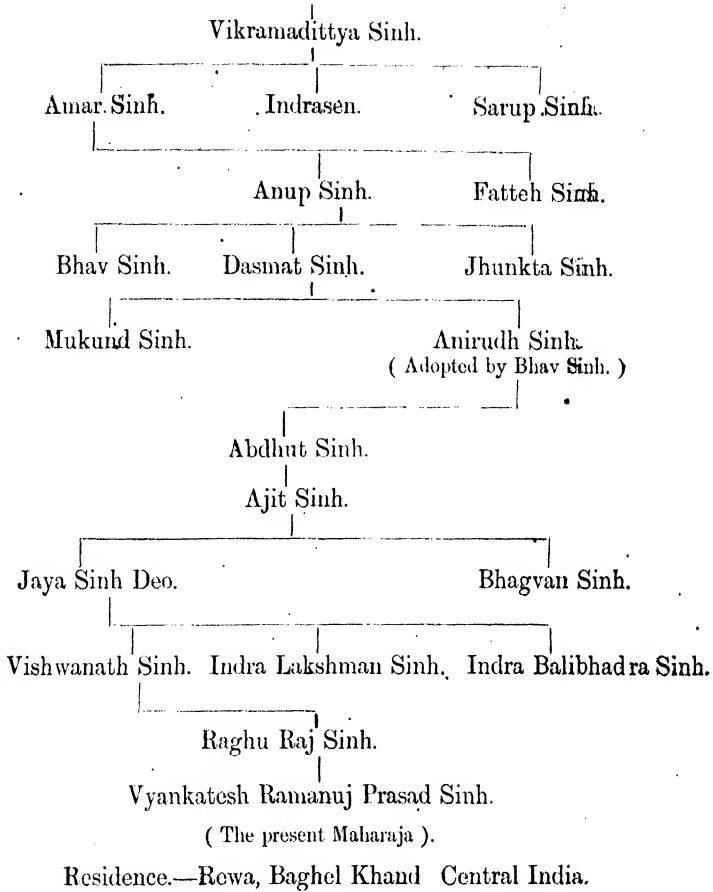 Vikramadittya Sinh.
Amar Sinh. Indrasen. Sarup Sinh.
Anup Sinh. Fatteh Sinh.
Bhav Sinh. Dasmat Sinh. Jhunkta Sinh.
Mukund Sinh. Anirudh Sinh.
( Adopted by Bhav Sinh. )
Abdhut Sinh.
Ajit Sinh.
Jaya Sinh Deo. Bhagvan Sinh.
Vishwanath Sinh. Indra Lakshman Sinh. Indra Balibhadra Sinh.
Raghu Raj Sinh.
Vyankatesh Ramanuj Prasad Sinh.
( The present Maharaja ).
Residence.—Rewa, Baghel Khand Central India.